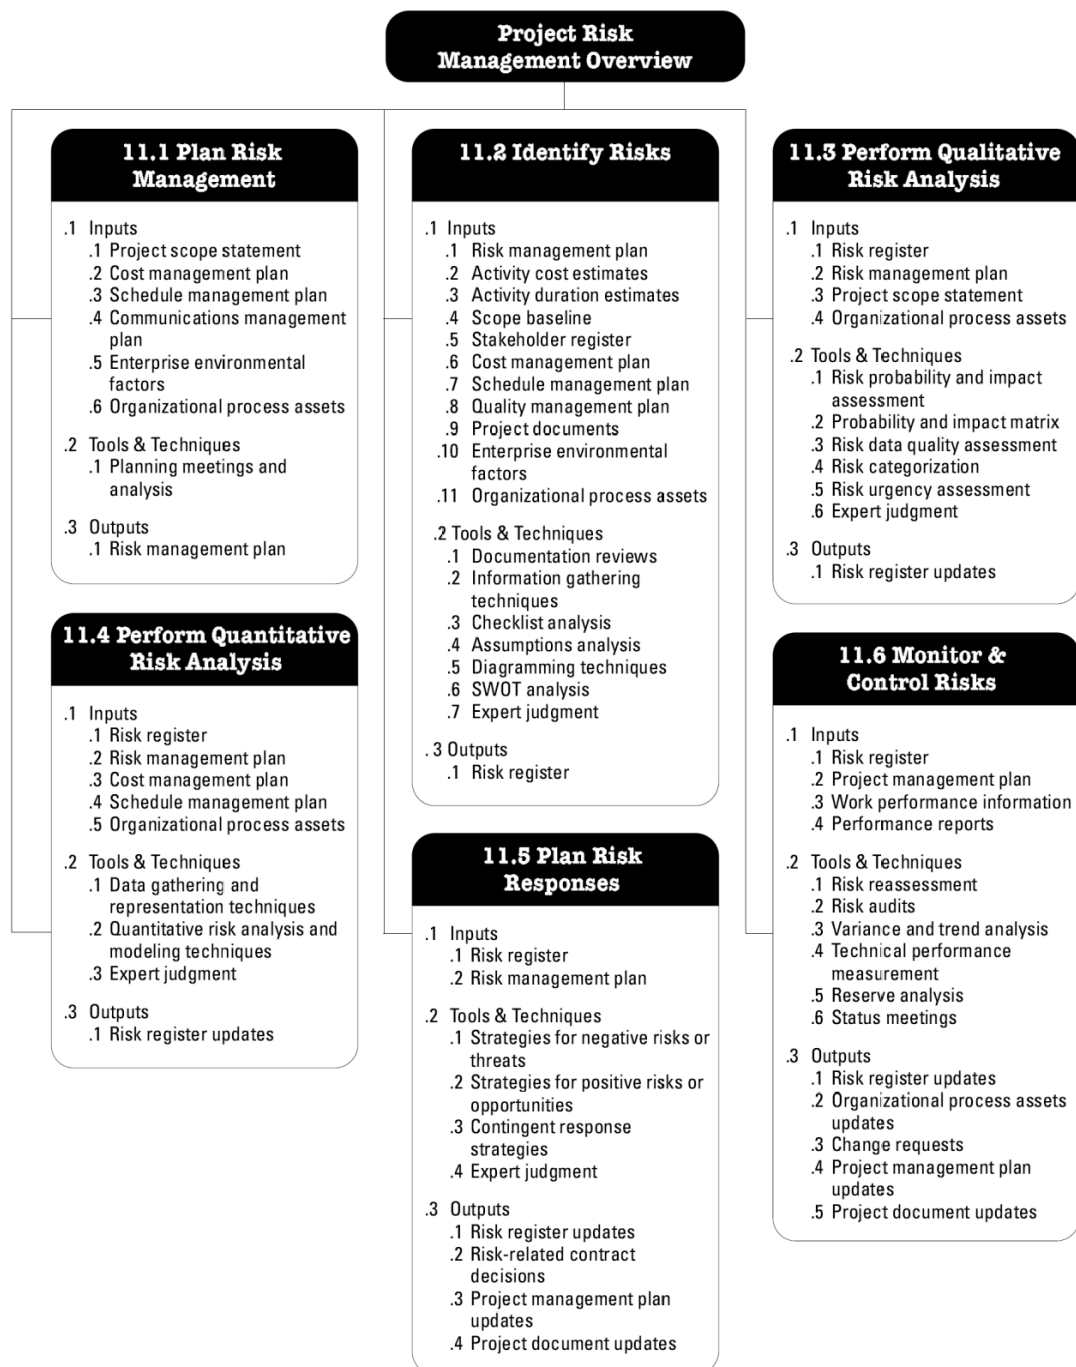 Project Risk
Management Overview
11.1 Plan Risk
Management
.1 Inputs
.1 Project scope statement
.2 Cost management plan
.3 Schedule management plan
.4 Communications management
plan
.5 Enterprise environmental
factors
.6 Organizational process assets
.2 Tools & Techniques
.1 Planning meetings and
analysis
.3 Outputs
.1 Risk management plan
11.2 Identify Risks
.1 Inputs
.1 Risk management plan
.2 Activity cost estimates
.3 Activity duration estimates
.4 Scope baseline
.5 Stakeholder register
.6 Cost management plan
.7 Schedule management plan
.8 Quality management plan
.9 Project documents
.10 Enterprise environmental
factors
.11 Organizational process assets
.2 Tools & Techniques
.1 Documentation reviews
.2 Information gathering
techniques
.3 Checklist analysis
.4 Assumptions analysis
.5 Diagramming techniques
.6 SWOT analysis
.7 Expert judgment
. 3 Outputs
.1 Risk register
11.3 Perform Qualitative
Risk Analysis
.1 Inputs
.1 Risk register
.2 Risk management plan
.3 Project scope statement
.4 Organizational process assets
.2 Tools & Techniques
.1 Risk probability and impact
assessment
.2 Probability and impact matrix
.3 Risk data quality assessment
.4 Risk categorization
.5 Risk urgency assessment
.6 Expert judgment
.3 Outputs
.1 Risk register updates
11.4 Perform Quantitative
Risk Analysis
.1 Inputs
.1 Risk register
.2 Risk management plan
.3 Cost management plan
.4 Schedule management plan
.5 Organizational process assets
.2 Tools & Techniques
.1 Data gathering and
representation techniques
.2 Quantitative risk analysis and
modeling techniques
.3 Expert judgment
.3 Outputs
.1 Risk register updates
11.5 Plan Risk
Responses
.1 Inputs
.1 Risk register
.2 Risk management plan
.2 Tools & Techniques
.1 Strategies for negative risks or
threats
.2 Strategies for positive risks or
opportunities
.3 Contingent response
strategies
.4 Expert judgment
.3 Outputs
.1 Risk register updates
.2 Risk-related contract
decisions
.3 Project management plan
updates
.4 Project document updates
11.6 Monitor &
Control Risks
.1 Inputs
.1 Risk register
.2 Project management plan
.3 Work performance information
.4 Performance reports
.2 Tools & Techniques
.1 Risk reassessment
.2 Risk audits
.3 Variance and trend analysis
.4 Technical performance
measurement
.5 Reserve analysis
.6 Status meetings
.3 Outputs
.1 Risk register updates
.2 Organizational process assets
updates
.3 Change requests
.4 Project management plan
updates
.5 Project document updates